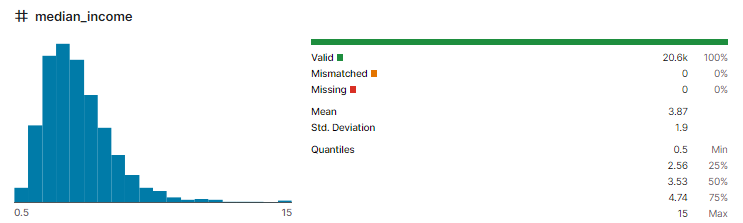 # median_income
Valid 20.6k 100%
Mismatched 0 0%
Missing 0 0%
Mean 3.87
Std. Deviation 1.9
Quantiles 0.5 Min
2.56 25%
3.53 50%
4.74 75%
15 Max
0.5 15